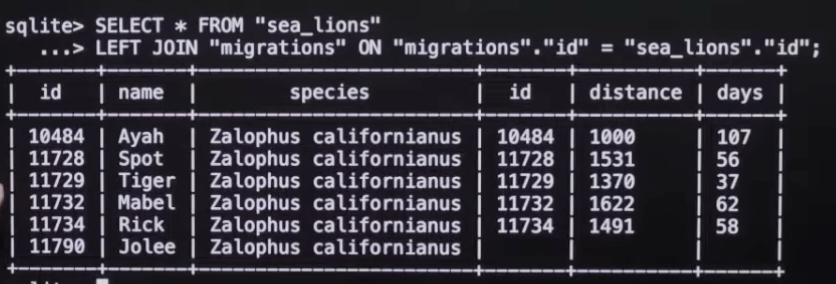 sqlite> SELECT * FROM "sea_lions"
...> LEFT JOIN "migrations" ON "migrations"."id" = "sea_lions"."id";
| id | name | species | id | distance | days |
| 10484 | Ayah | Zalophus californianus | 10484 | 1000 | 107 |
| 11728 | Spot | Zalophus californianus | 11728 | 1531 | 56 |
| 11729 | Tiger | Zalophus californianus | 11729 | 1370 | 37 |
| 11732 | Mabel | Zalophus californianus | 11732 | 1622 | 62 |
| 11734 | Rick | Zalophus californianus | 11734 | 1491 | 58 |
| 11790 | Jolee | Zalophus californianus | | | |